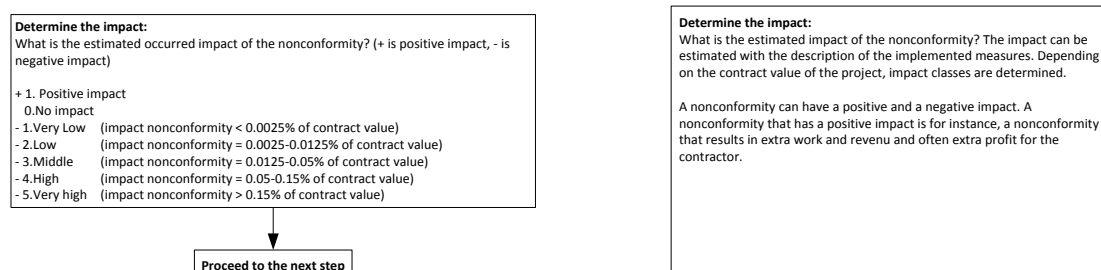 Determine the impact:
What is the estimated occurred impact of the nonconformity? (+ is positive impact, - is
negative impact)
+ 1. Positive impact
0.No impact
- 1.Very Low (impact nonconformity < 0.0025% of contract value)
- 2.Low (impact nonconformity = 0.0025-0.0125% of contract value)
- 3.Middle (impact nonconformity = 0.0125-0.05% of contract value)
- 4.High (impact nonconformity = 0.05-0.15% of contract value)
- 5.Very high (impact nonconformity > 0.15% of contract value)
Proceed to the next step
Determine the impact:
What is the estimated impact of the nonconformity? The impact can be
estimated with the description of the implemented measures. Depending
on the contract value of the project, impact classes are determined.
A nonconformity can have a positive and a negative impact. A
nonconformity that has a positive impact is for instance, a nonconformity
that results in extra work and revenu and often extra profit for the
contractor.